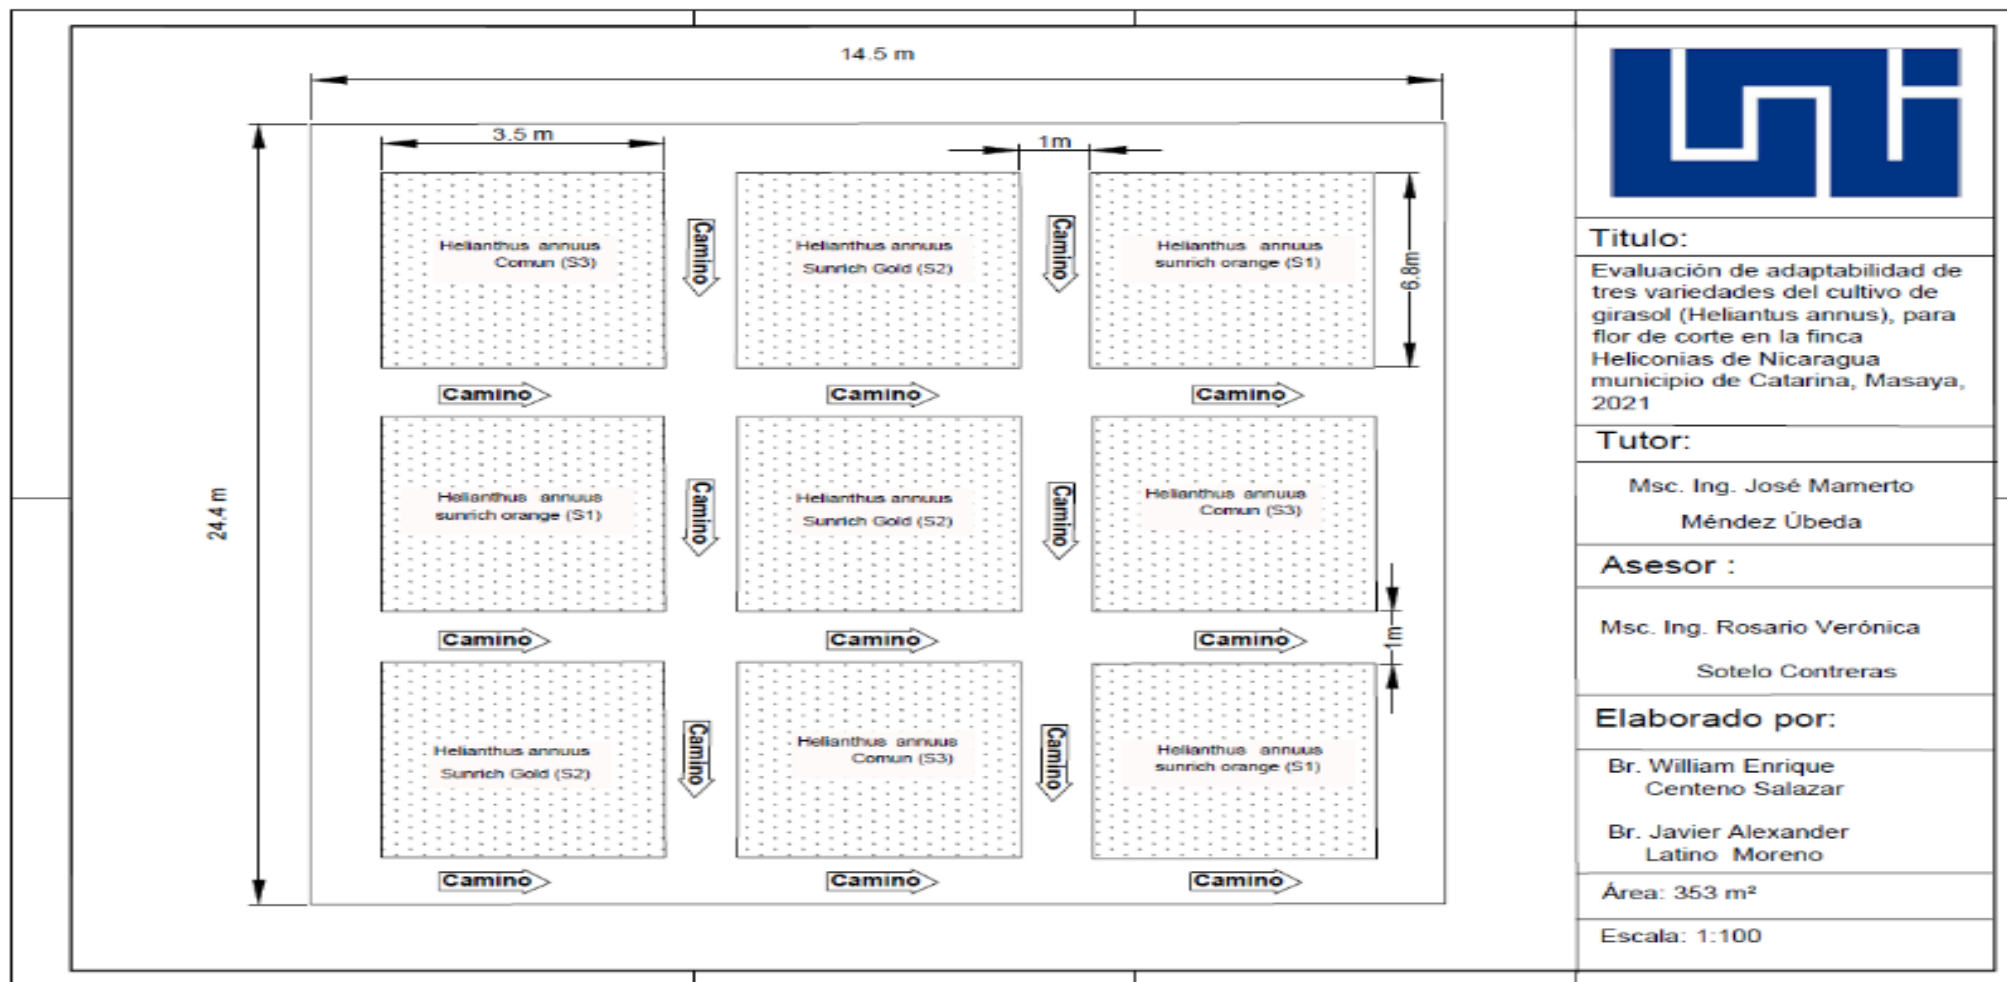 14.5 m
3.5 m
1m
Helianthus annuus
Comun (S3)
Camino
Helianthus annuus
Sunrich Gold (S2)
Camino
Helianthus annuus
sunrich orange (S1)
6.8m
Camino
Camino
Camino
24.4 m
Helianthus annuus
sunrich orange (S1)
Camino
Helianthus annuus
Sunrich Gold (S2)
Camino
Helianthus annuus
Comun (S3)
Camino
Camino
Camino
1m
Helianthus annuus
Sunrich Gold (S2)
Camino
Helianthus annuus
Comun (S3)
Camino
Helianthus annuus
sunrich orange (S1)
Camino
Camino
Camino
Titulo:
Evaluación de adaptabilidad de
tres variedades del cultivo de
girasol (Heliantus annus), para
flor de corte en la finca
Heliconias de Nicaragua
municipio de Catarina, Masaya,
2021
Tutor:
Msc. Ing. José Mamerto
Méndez Úbeda
Asesor :
Msc. Ing. Rosario Verónica
Sotelo Contreras
Elaborado por:
Br. William Enrique
Centeno Salazar
Br. Javier Alexander
Latino Moreno
Área: 353 m²
Escala: 1:100